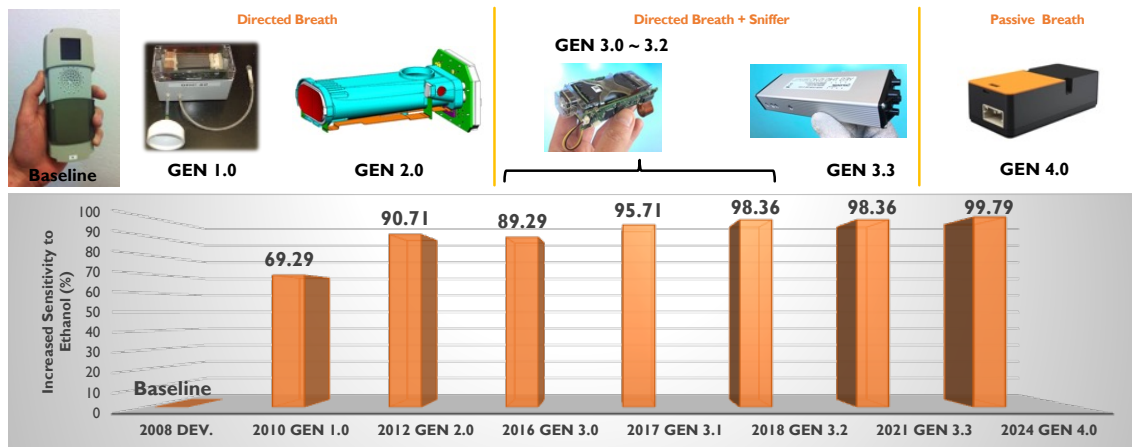 Directed Breath
Directed Breath + Sniffer
Passive Breath
GEN 3.0 ~ 3.2
Baseline
GEN 1.0
GEN 2.0
GEN 3.3
GEN 4.0
Increased Sensitivity to
Ethanol (%)
100
90
80
70
60
50
40
30
20
10
0
Baseline
69.29
90.71
89.29
95.71
98.36
98.36
99.79
2008 DEV.
2010 GEN 1.0
2012 GEN 2.0
2016 GEN 3.0
2017 GEN 3.1
2018 GEN 3.2
2021 GEN 3.3
2024 GEN 4.0